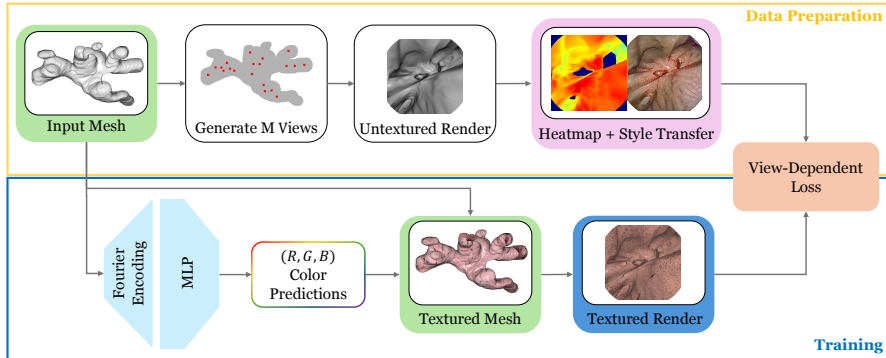 Data Preparation
Input Mesh
Generate M Views
Untextured Render
Heatmap + Style Transfer
View-Dependent
Loss
Fourier
Encoding
MLP
(R, G, B)
Color
Predictions
Textured Mesh
Textured Render
Training